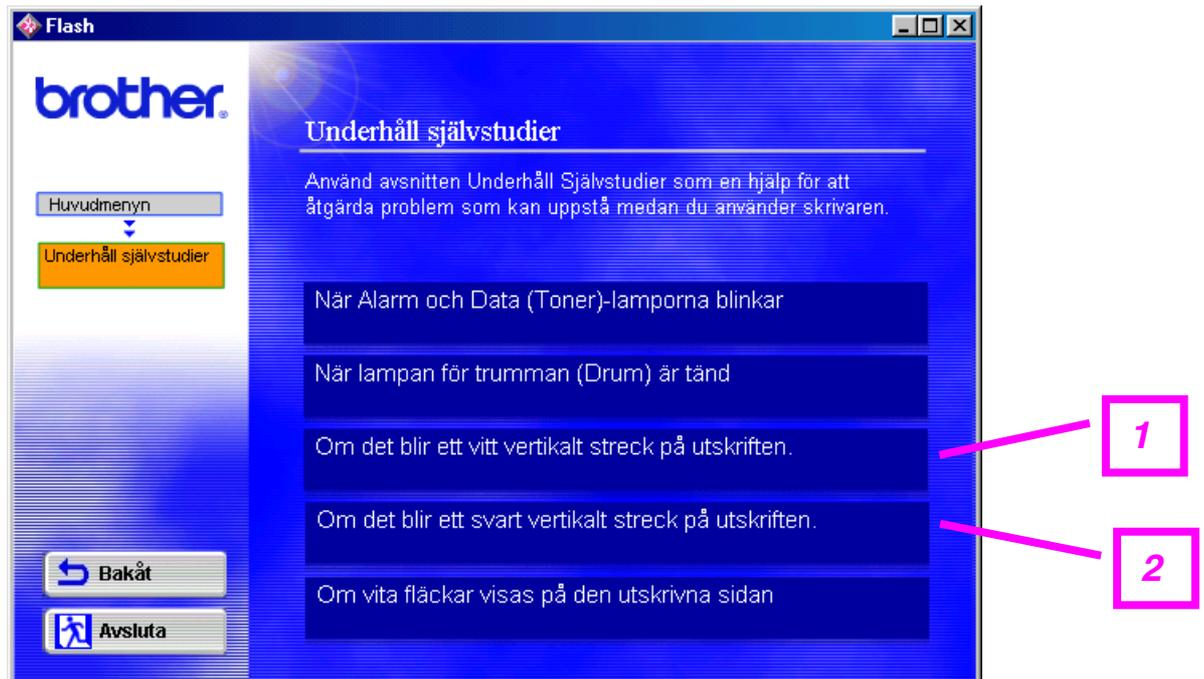 Flash
brother®
Huvudmenyn
Underhåll självstudier
Underhåll självstudier
Använd avsnitten Underhåll Självstudier som en hjälp för att
åtgärda problem som kan uppstå medan du använder skrivaren.
När Alarm och Data (Toner)-lamporna blinkar
När lampan för trumman (Drum) är tänd
Om det blir ett vitt vertikalt streck på utskriften.
1
Om det blir ett svart vertikalt streck på utskriften.
2
Om vita fläckar visas på den utskrivna sidan
Bakåt
Avsluta